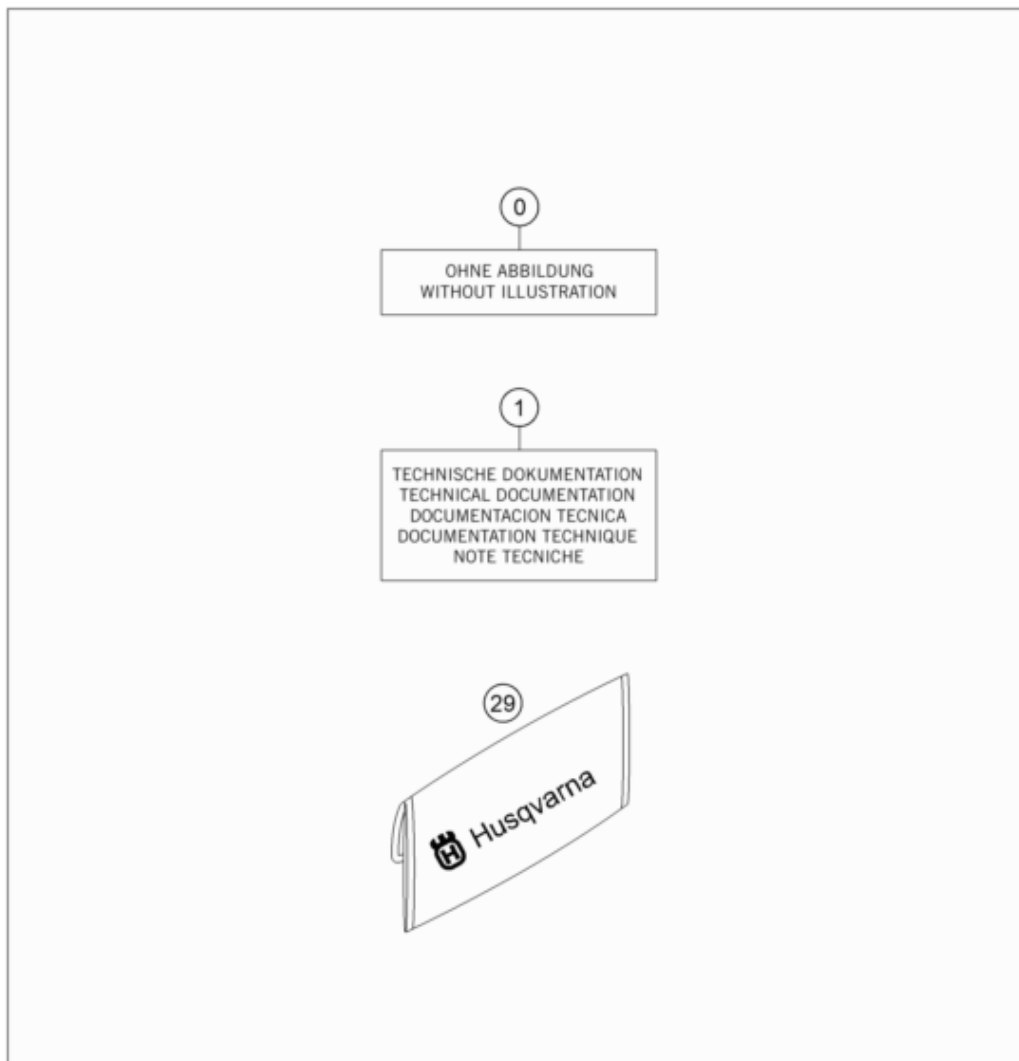 0
OHNE ABBILDUNG
WITHOUT ILLUSTRATION
1
TECHNISCHE DOKUMENTATION
TECHNICAL DOCUMENTATION
DOCUMENTACION TECNICA
DOCUMENTATION TECHNIQUE
NOTE TECNICHE
29
H Husqvarna